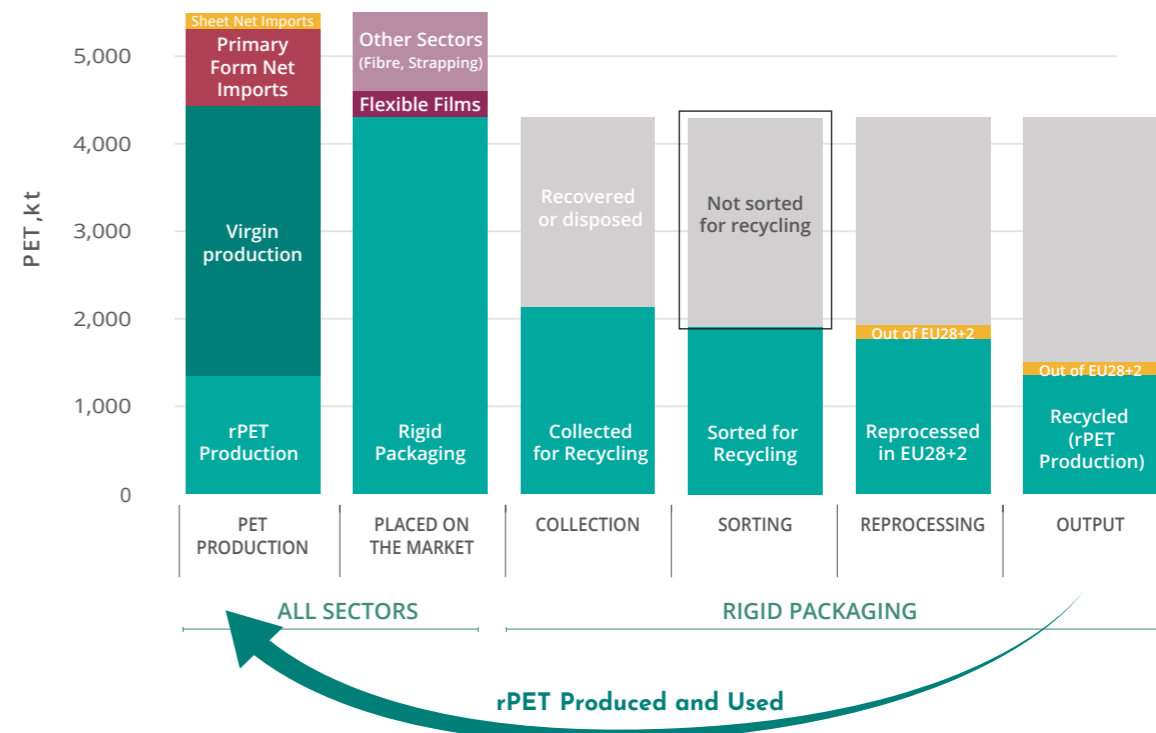 PET,kt
5,000
4,000
3,000
2,000
1,000
0
Sheet Net Imports
Primary
Form Net
Imports
Virgin
production
rPET
Production
Other Sectors
(Fibre, Strapping)
Flexible Films
Rigid
Packaging
Recovered
or disposed
Collected
for Recycling
Not sorted
for recycling
Sorted for
Recycling
Out of EU28+2
Reprocessed
in EU28+2
Out of EU28+2
Recycled
(rPET
Production)
PET
PRODUCTION
PLACED ON
THE MARKET
COLLECTION
SORTING
REPROCESSING
OUTPUT
ALL SECTORS
RIGID PACKAGING
rPET Produced and Used